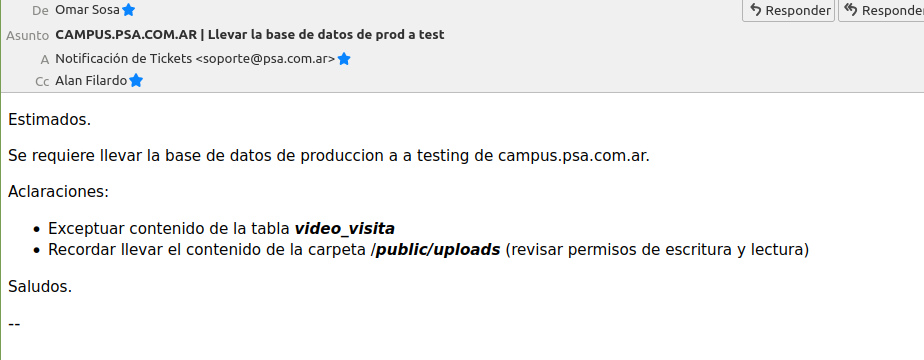 De Omar Sosa
Responder
Responde
Asunto CAMPUS.PSA.COM.AR | Llevar la base de datos de prod a test
A Notificación de Tickets <soporte@psa.com.ar>
Cc Alan Filardo
Estimados.
Se requiere llevar la base de datos de produccion a a testing de campus.psa.com.ar.
Aclaraciones:
• Exceptuar contenido de la tabla video_visita
• Recordar llevar el contenido de la carpeta /public/uploads (revisar permisos de escritura y lectura)
Saludos.
--